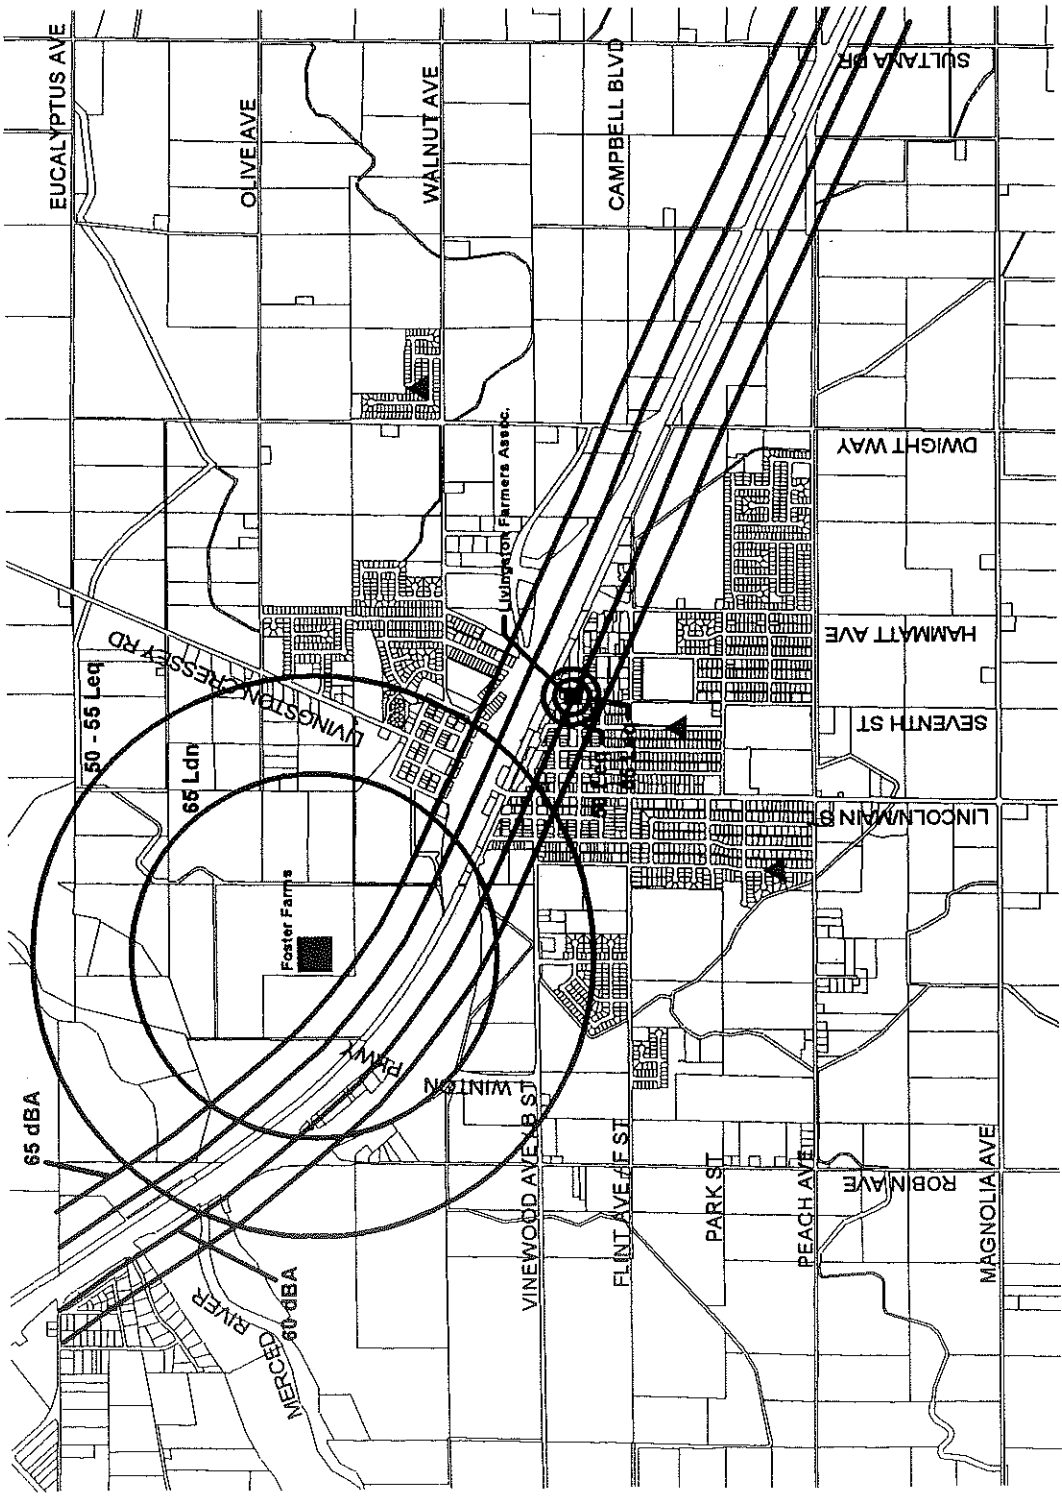 EUCALYPTUS AVE
OLIVE AVE
WALNUT AVE
CAMPBELL BLVD
SULTANA DR
DWIGHT WAY
Livingston Farmers Assoc.
HAMMATT AVE
LIVINGSTON CRESSEY RD
50 - 55 Leq
65 Ldn
SEVENTH ST
LINCOLN/MAIN ST
Foster Farms
PKWY
WINTON
65 dBA
60 dBA
MERCED
RIVER
VINEWOOD AVE / B ST
FLINT AVE / F ST
PARK ST
PEACH AVE
ROBIN AVE
MAGNOLIA AVE